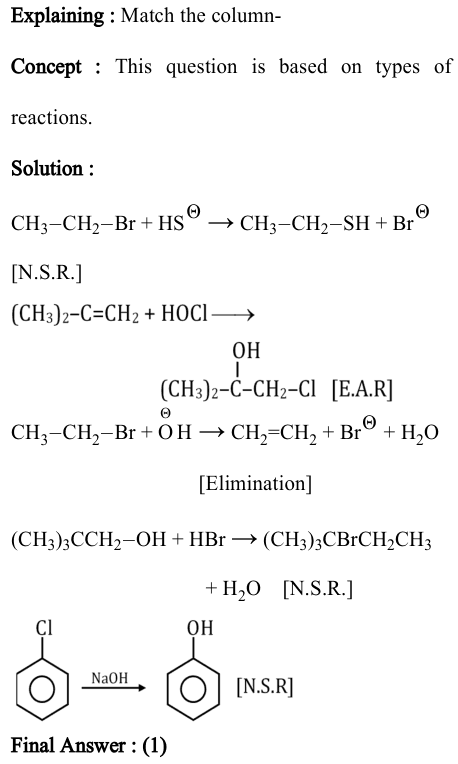 Explaining : Match the column-
Concept : This question is based on types of
reactions.
Solution :
CH₃–CH₂–Br + HS^Θ ⟶ CH₃–CH₂–SH + Br^Θ
[N.S.R.]
(CH₃)₂–C=CH₂ + HOCl ⟶
OH
(CH₃)₂–C–CH₂–Cl [E.A.R]
Θ
CH₃–CH₂–Br + O H ⟶ CH₂=CH₂ + Br^Θ + H₂O
[Elimination]
(CH₃)₃CCH₂–OH + HBr ⟶ (CH₃)₃CBrCH₂CH₃
+ H₂O [N.S.R.]
Cl OH
NaOH [N.S.R]
Final Answer : (1)